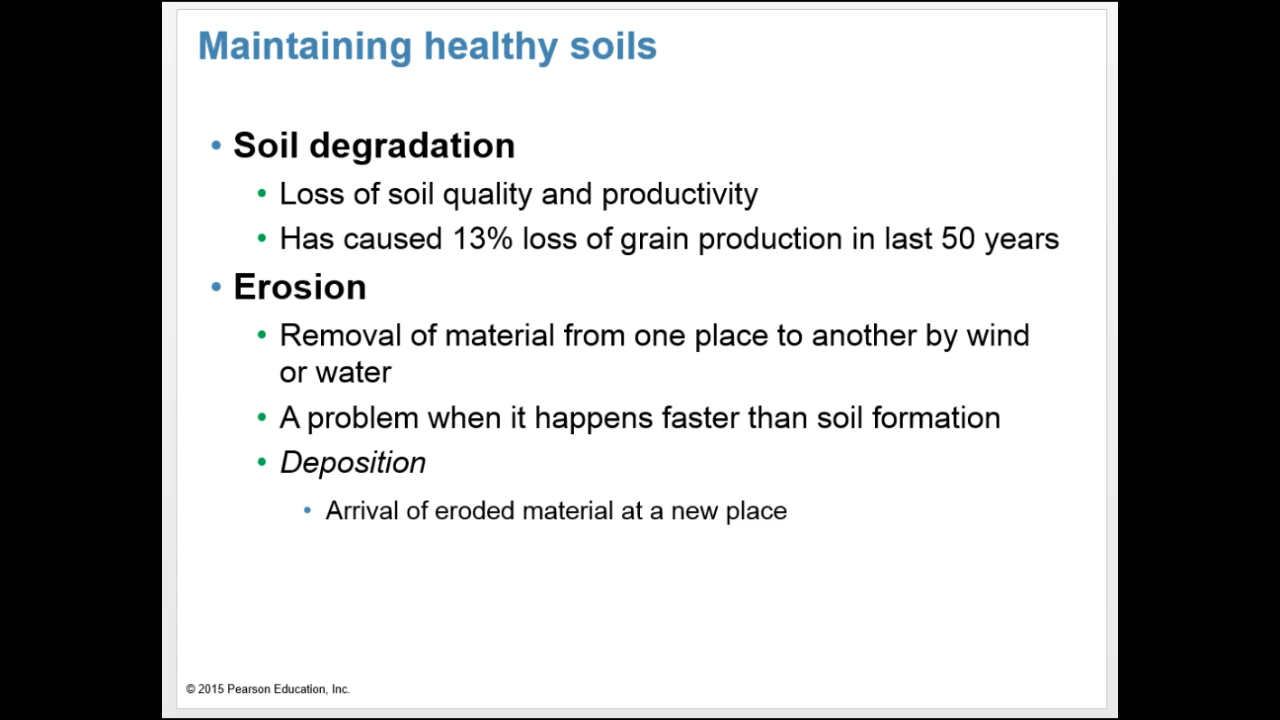 Maintaining healthy soils
• Soil degradation
• Loss of soil quality and productivity
• Has caused 13% loss of grain production in last 50 years
• Erosion
• Removal of material from one place to another by wind
or water
• A problem when it happens faster than soil formation
• Deposition
• Arrival of eroded material at a new place
© 2015 Pearson Education, Inc.